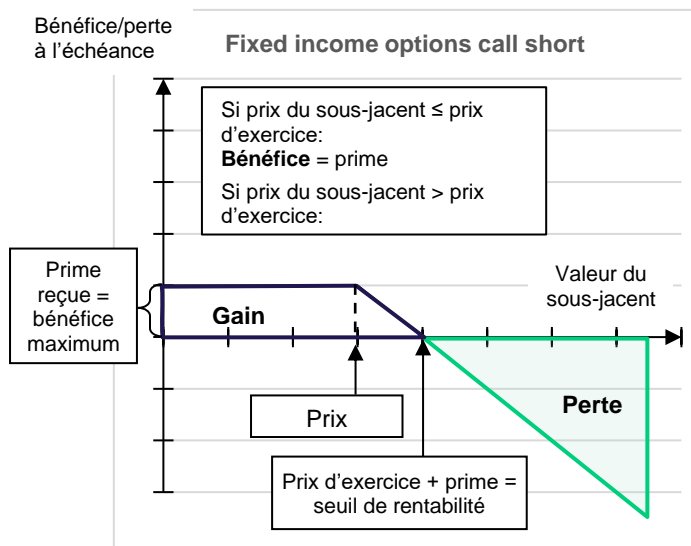 Bénéfice/perte
à l'échéance
Fixed income options call short
Si prix du sous-jacent ≤ prix
d'exercice:
Bénéfice = prime
Si prix du sous-jacent > prix
d'exercice:
Prime
reçue =
bénéfice
maximum
Valeur du
sous-jacent
Gain
Perte
Prix
Prix d'exercice + prime =
seuil de rentabilité